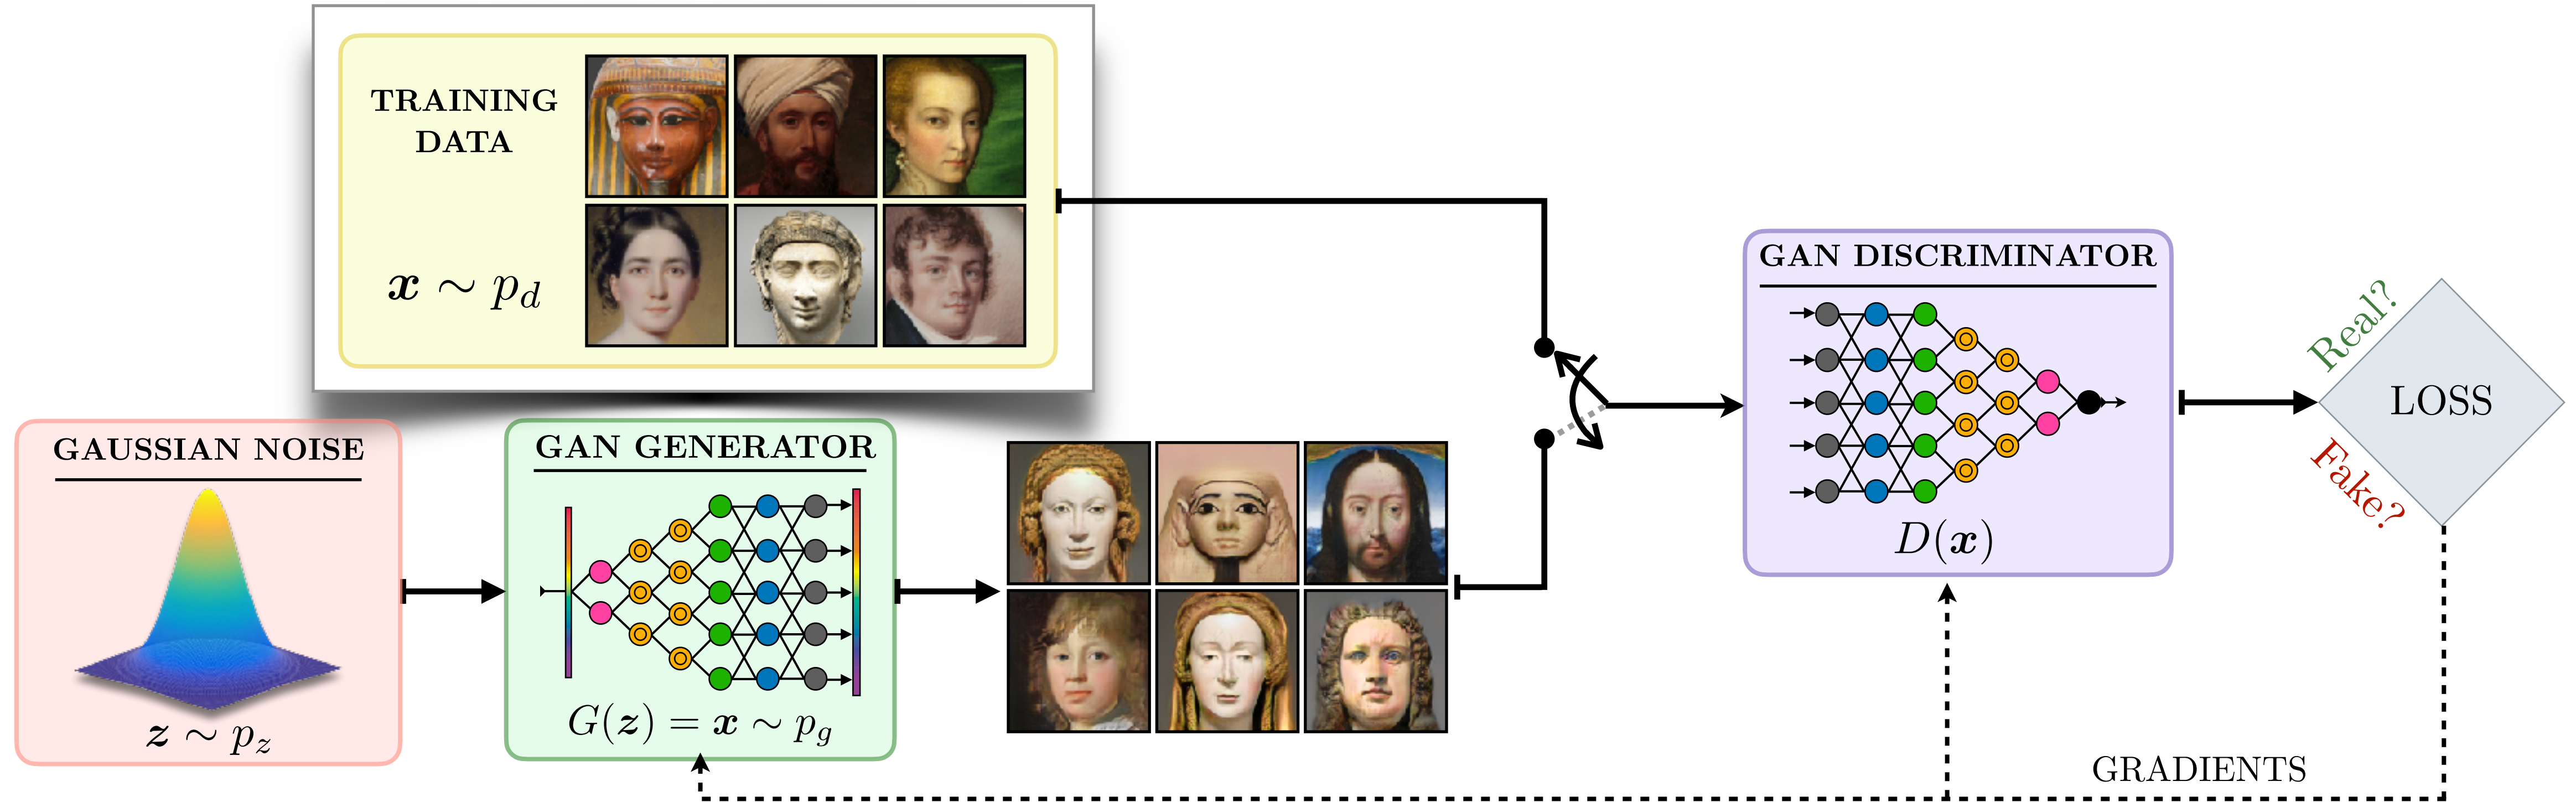 TRAINING
DATA
𝒙 ∼ p_d
GAUSSIAN NOISE
𝒛 ∼ p_z
GAN GENERATOR
G(𝒛) = 𝒙 ∼ p_g
GAN DISCRIMINATOR
D(𝒙)
Real?
LOSS
Fake?
GRADIENTS